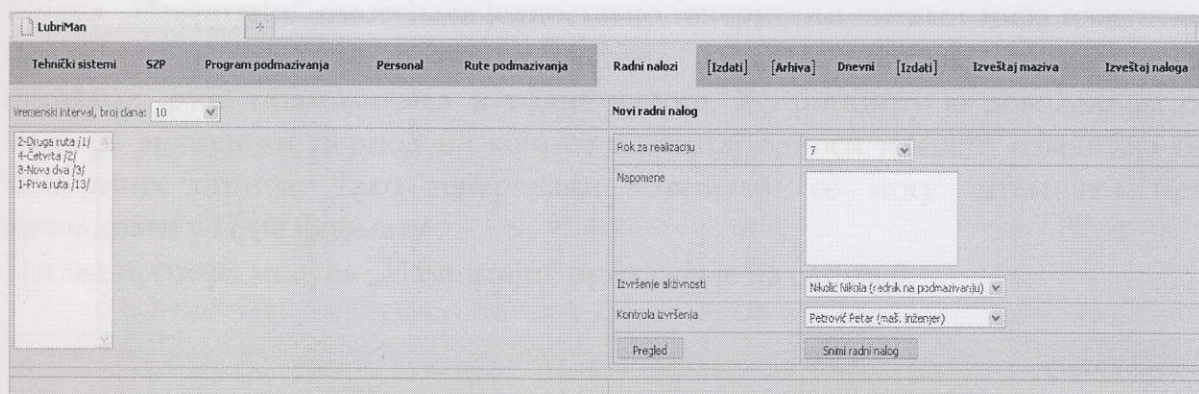 LubriMan
Tehnički sistemi SZP Program podmazivanja Personal Rute podmazivanja Radni nalozi [Izdati] [Arhiva] Dnevni [Izdati] Izveštaj maziva Izveštaj naloga
Vremenski interval, broj dana: 10
2-Druga ruta /1/
4-Četvrta /2/
3-Nova dva /3/
1-Prva ruta /13/
Novi radni nalog
Rok za realizaciju 7
Napomene
Izvršenje aktivnosti Nikolić Nikola (radnik na podmazivanju)
Kontrola izvršenja Petrović Petar (maš. inženjer)
Pregled Snimi radni nalog